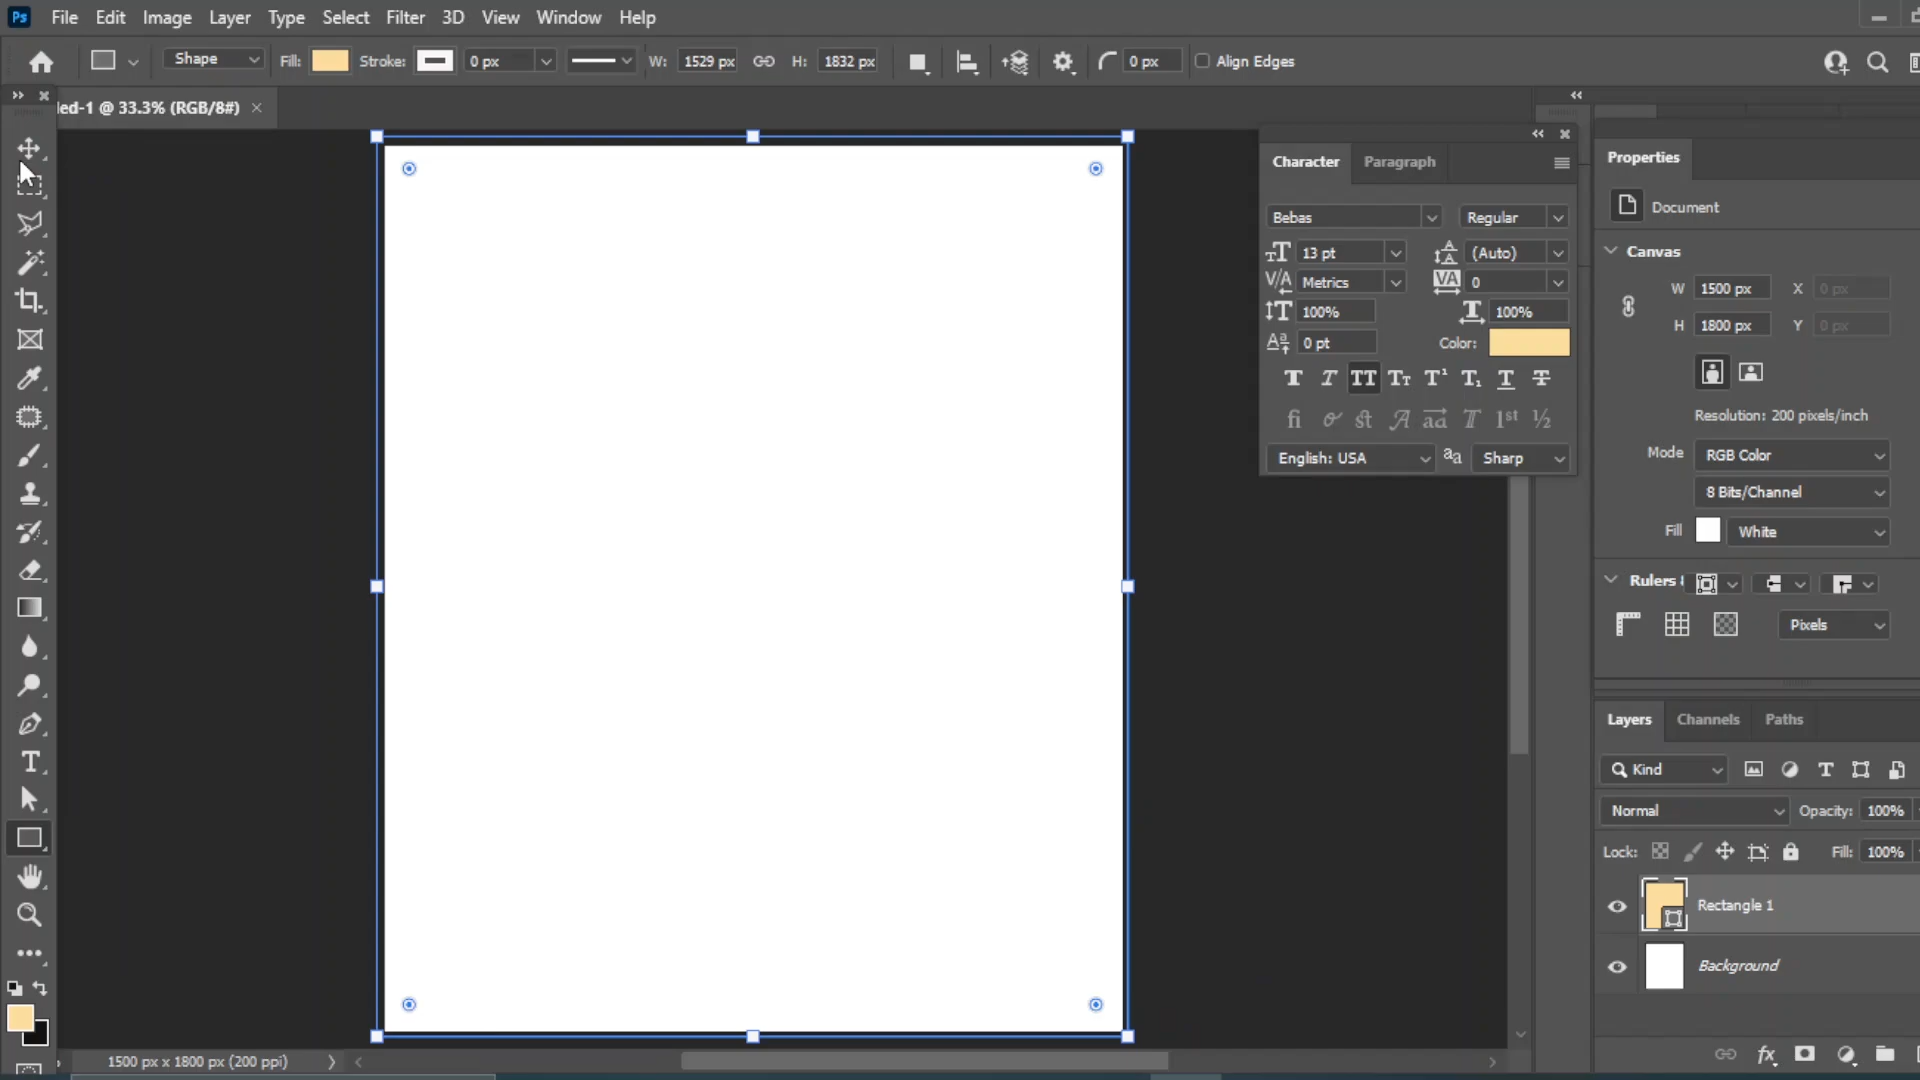 Ps File Edit Image Layer Type Select Filter 3D View Window Help
Shape Fill: Stroke: 0 px W: 1529 px H: 1832 px 0 px Align Edges
led-1 @ 33.3% (RGB/8#)
Character Paragraph
Bebas Regular
13 pt (Auto)
Metrics 0
100% 100%
0 pt Color:
English: USA Sharp
Properties
Document
Canvas
W 1500 px X 0 px
H 1800 px Y 0 px
Resolution: 200 pixels/inch
Mode RGB Color
8 Bits/Channel
Fill White
Rulers
Pixels
Layers Channels Paths
Kind
Normal Opacity: 100%
Lock: Fill: 100%
Rectangle 1
Background
1500 px x 1800 px (200 ppi)